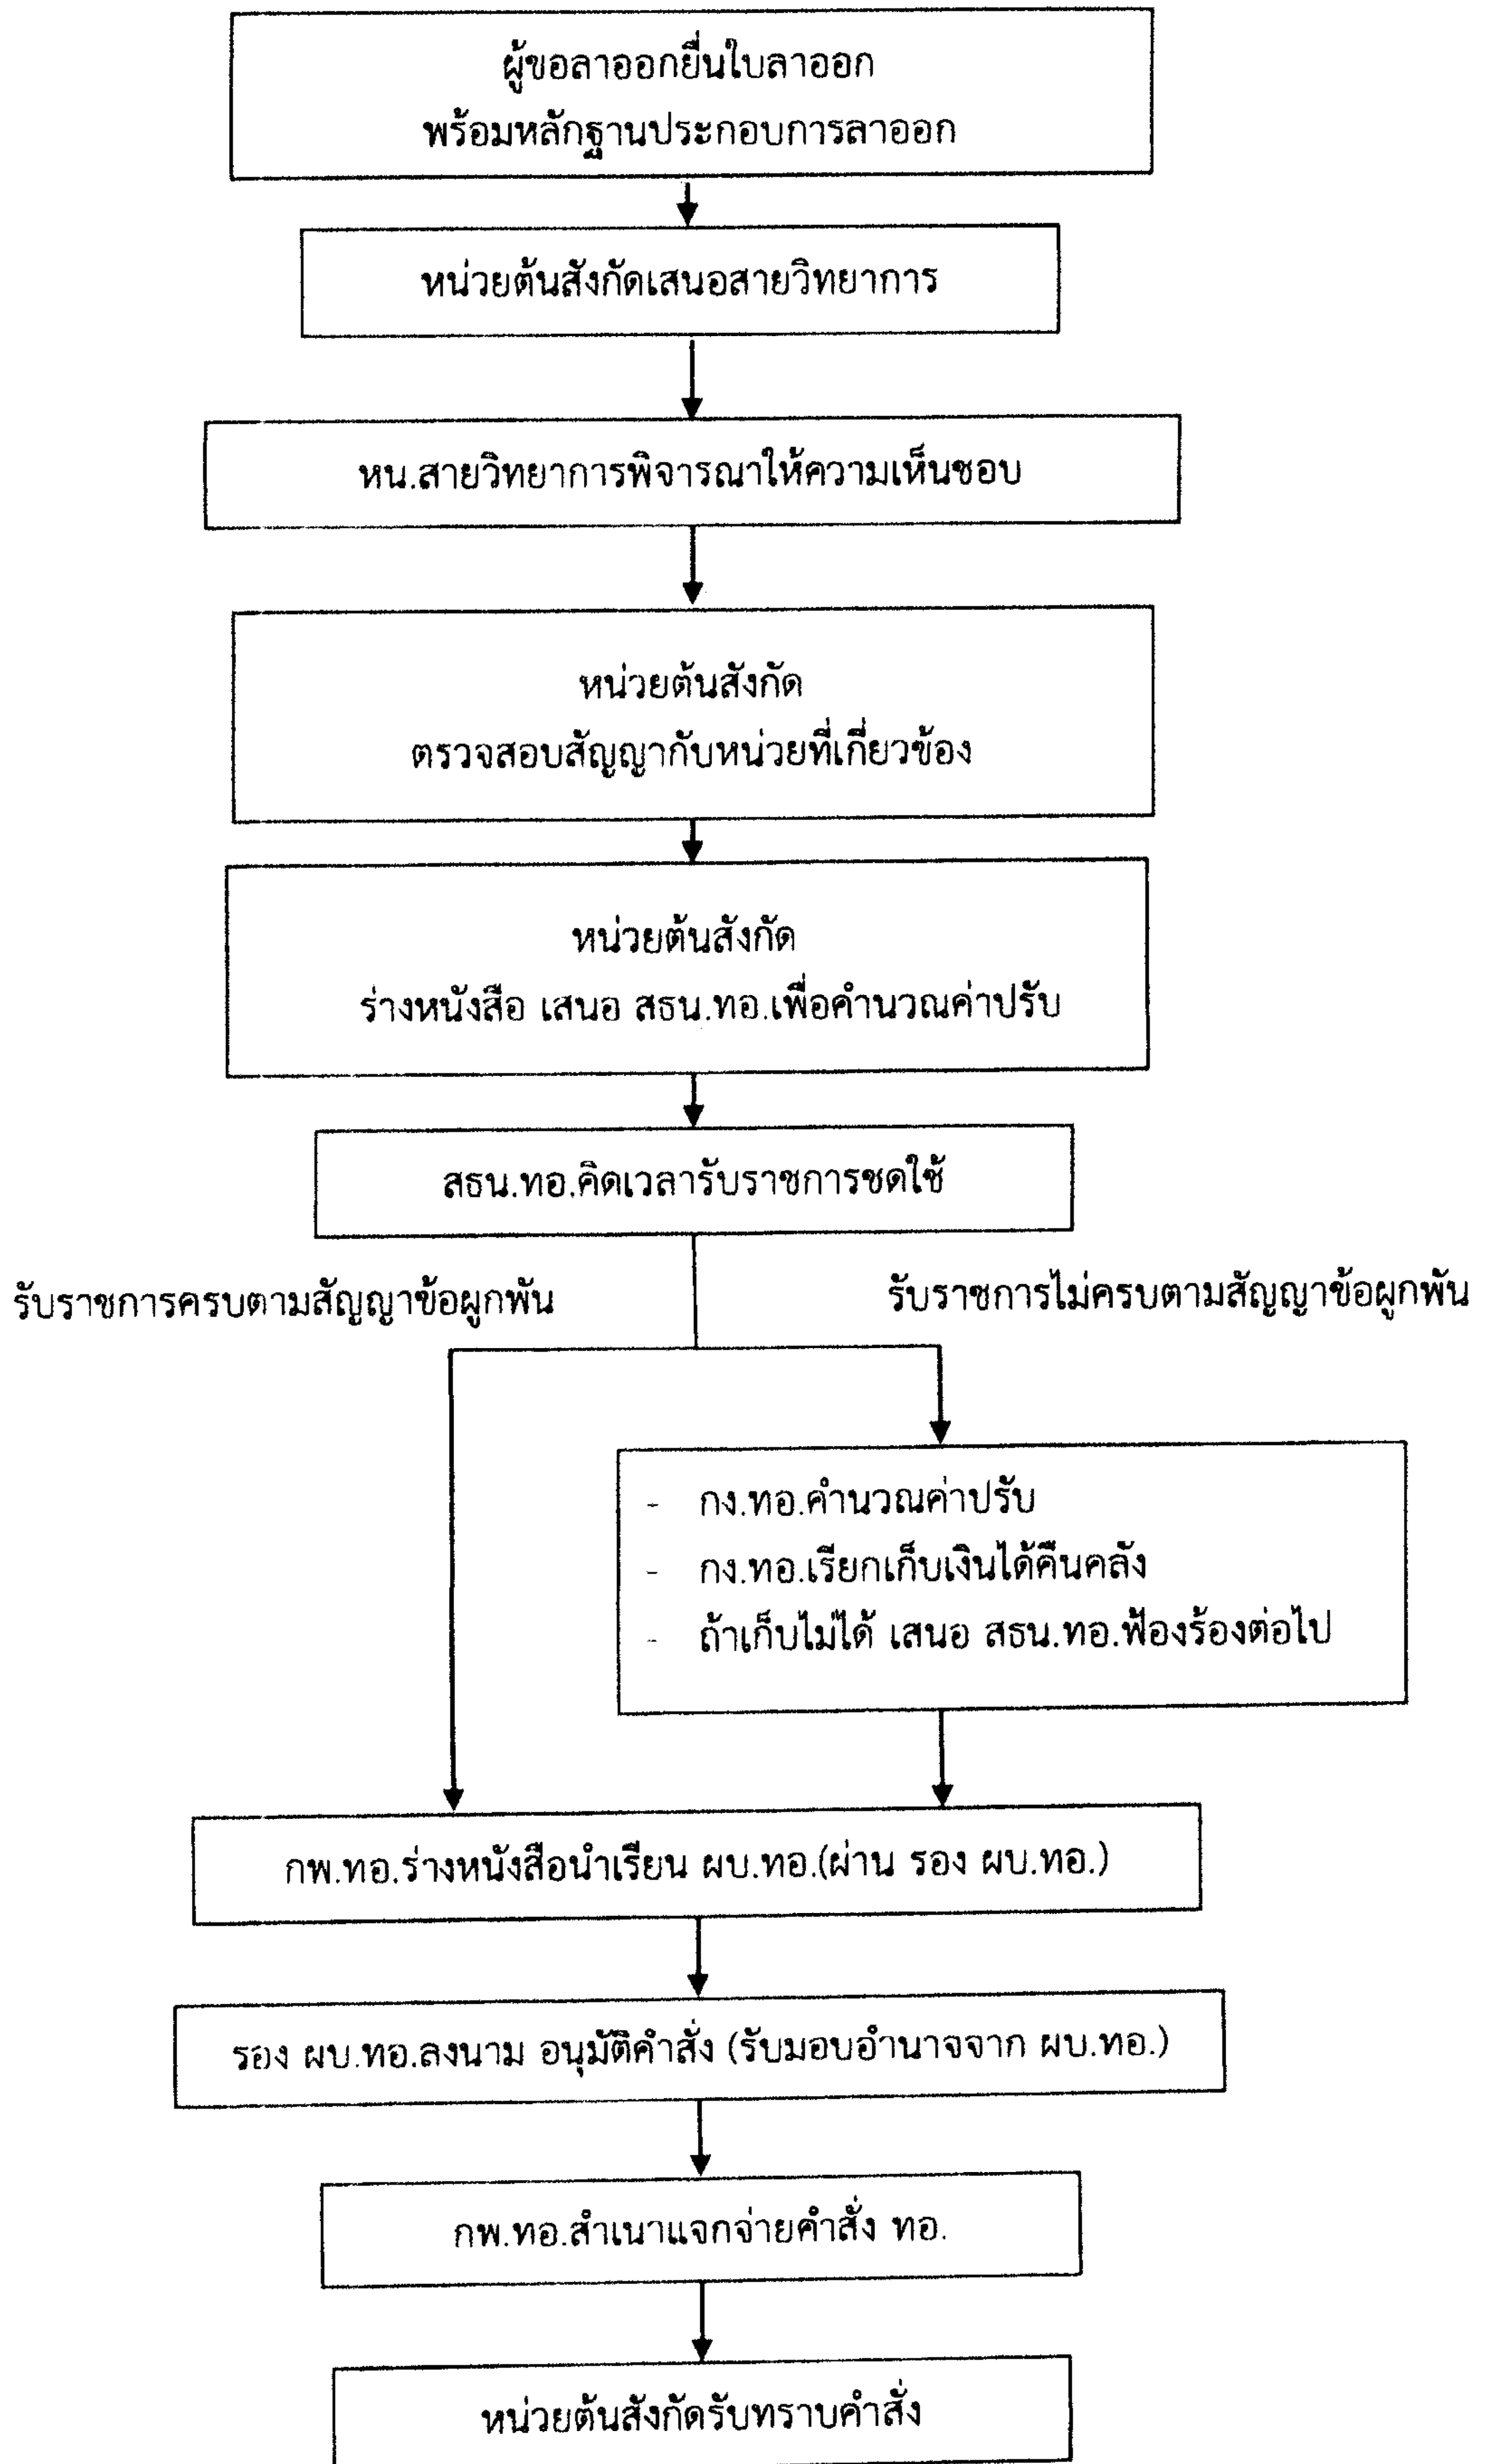 ผู้ขอลาออกยื่นใบลาออก
พร้อมหลักฐานประกอบการลาออก
หน่วยต้นสังกัดเสนอสายวิทยาการ
หน.สายวิทยาการพิจารณาให้ความเห็นชอบ
หน่วยต้นสังกัด
ตรวจสอบสัญญากับหน่วยที่เกี่ยวข้อง
หน่วยต้นสังกัด
ร่างหนังสือ เสนอ สธน.ทอ.เพื่อคำนวณค่าปรับ
สธน.ทอ.คิดเวลารับราชการชดใช้
รับราชการครบตามสัญญาข้อผูกพัน
รับราชการไม่ครบตามสัญญาข้อผูกพัน
- กง.ทอ.คำนวณค่าปรับ
- กง.ทอ.เรียกเก็บเงินได้คืนคลัง
- ถ้าเก็บไม่ได้ เสนอ สธน.ทอ.ฟ้องร้องต่อไป
กพ.ทอ.ร่างหนังสือนำเรียน ผบ.ทอ.(ผ่าน รอง ผบ.ทอ.)
รอง ผบ.ทอ.ลงนาม อนุมัติคำสั่ง (รับมอบอำนาจจาก ผบ.ทอ.)
กพ.ทอ.สำเนาแจกจ่ายคำสั่ง ทอ.
หน่วยต้นสังกัดรับทราบคำสั่ง